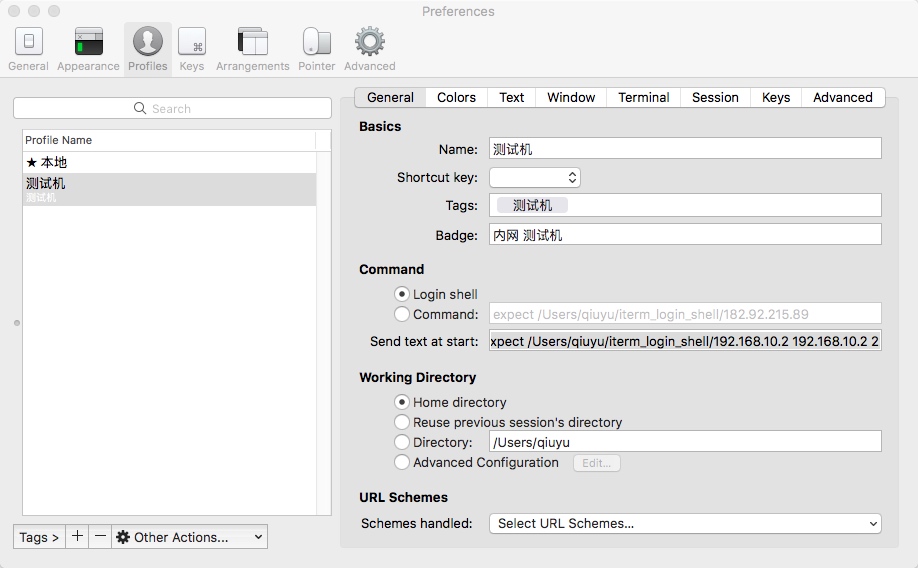 Preferences
General Appearance Profiles Keys Arrangements Pointer Advanced
Search
Profile Name
★ 本地
测试机
测试机
Tags > + − Other Actions...
General Colors Text Window Terminal Session Keys Advanced
Basics
Name: 测试机
Shortcut key:
Tags: 测试机
Badge: 内网 测试机
Command
Login shell
Command: expect /Users/qiuyu/iterm_login_shell/182.92.215.89
Send text at start: xpect /Users/qiuyu/iterm_login_shell/192.168.10.2 192.168.10.2 2
Working Directory
Home directory
Reuse previous session's directory
Directory: /Users/qiuyu
Advanced Configuration Edit...
URL Schemes
Schemes handled: Select URL Schemes...